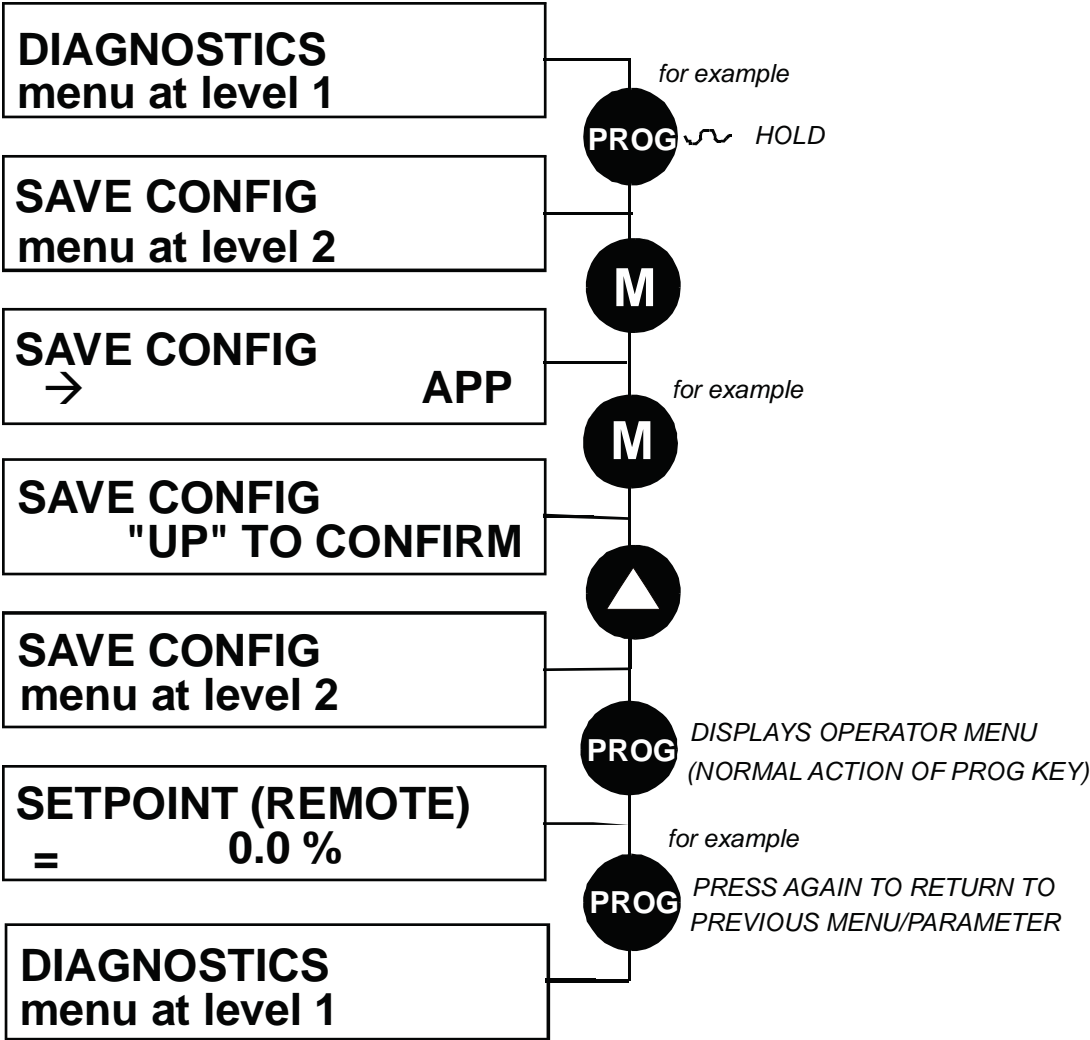 DIAGNOSTICS
menu at level 1
for example
PROG
HOLD
SAVE CONFIG
menu at level 2
M
SAVE CONFIG
→ APP
for example
M
SAVE CONFIG
"UP" TO CONFIRM
SAVE CONFIG
menu at level 2
PROG
DISPLAYS OPERATOR MENU
(NORMAL ACTION OF PROG KEY)
SETPOINT (REMOTE)
= 0.0 %
for example
PROG
PRESS AGAIN TO RETURN TO
PREVIOUS MENU/PARAMETER
DIAGNOSTICS
menu at level 1